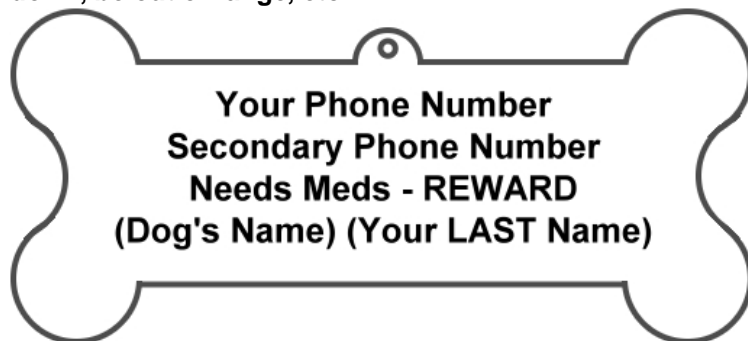 Your Phone Number
Secondary Phone Number
Needs Meds - REWARD
(Dog's Name) (Your LAST Name)